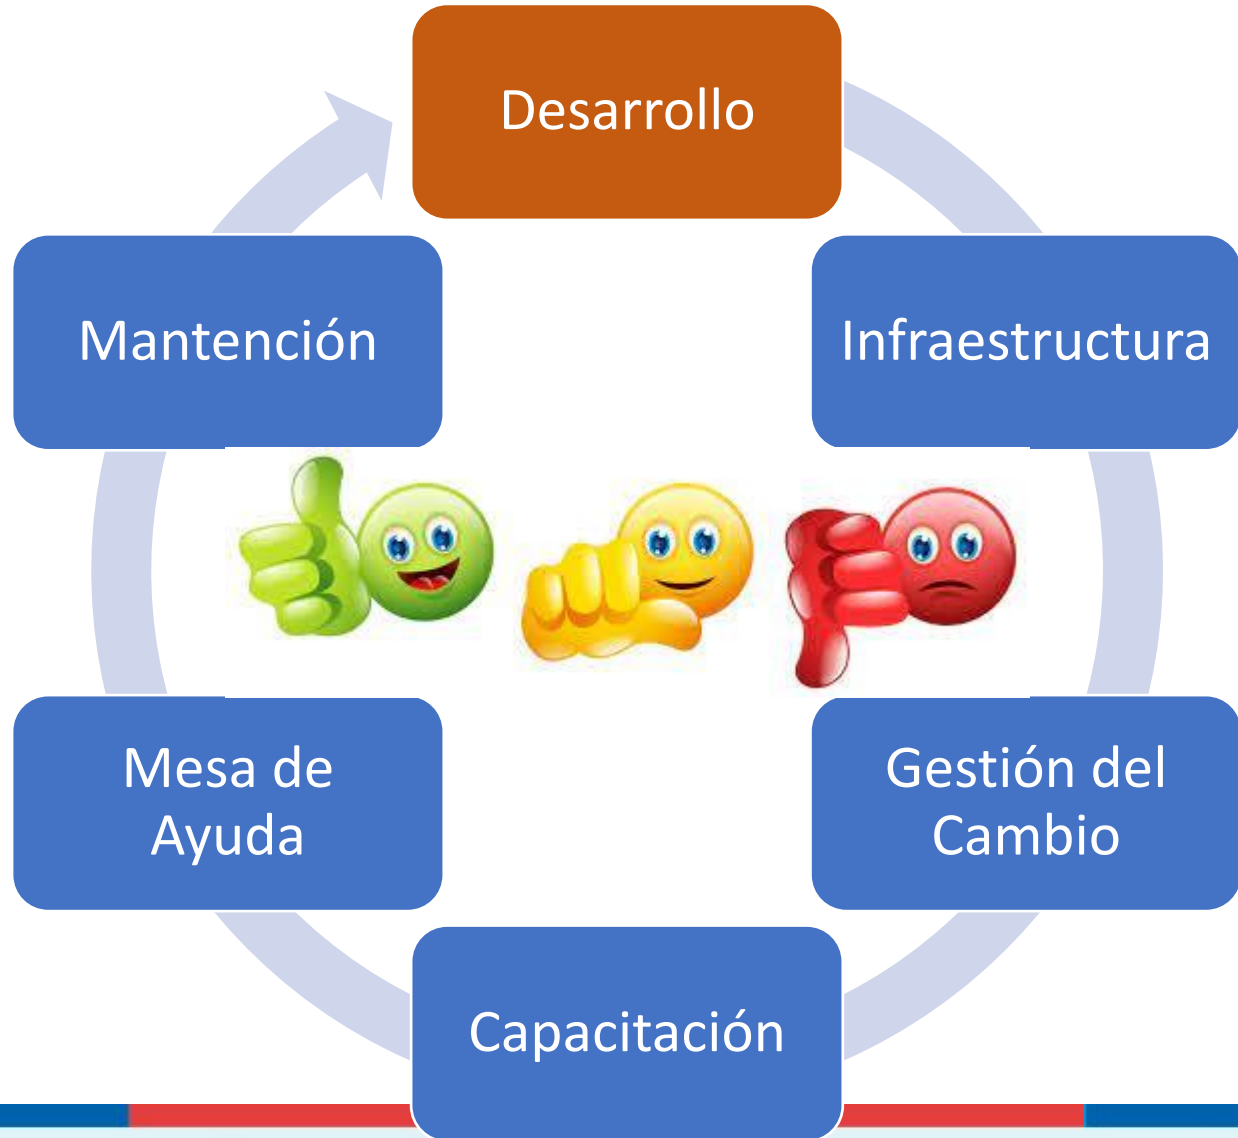 Desarrollo
Infraestructura
Gestión del
Cambio
Capacitación
Mesa de
Ayuda
Mantención